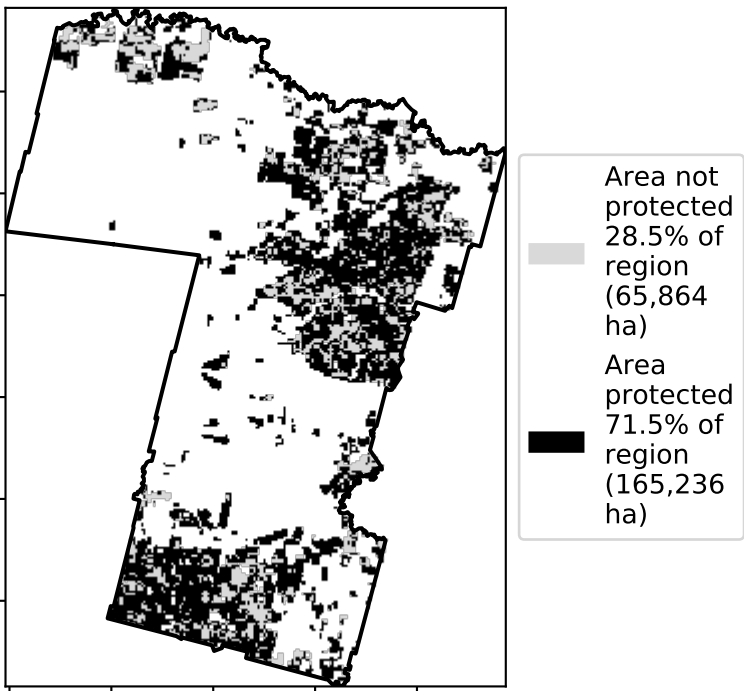 Area not
protected
28.5% of
region
(65,864
ha)
Area
protected
71.5% of
region
(165,236
ha)